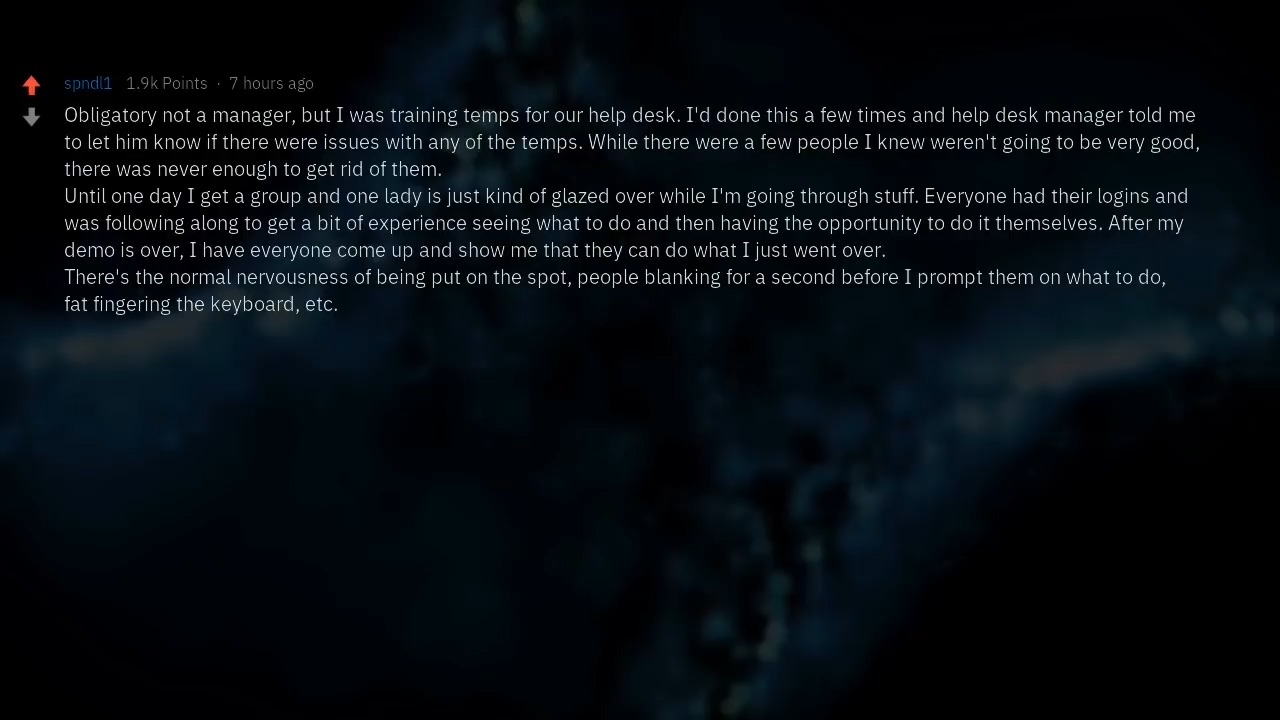 spndl1 1.9k Points · 7 hours ago
Obligatory not a manager, but I was training temps for our help desk. I'd done this a few times and help desk manager told me
to let him know if there were issues with any of the temps. While there were a few people I knew weren't going to be very good,
there was never enough to get rid of them.
Until one day I get a group and one lady is just kind of glazed over while I'm going through stuff. Everyone had their logins and
was following along to get a bit of experience seeing what to do and then having the opportunity to do it themselves. After my
demo is over, I have everyone come up and show me that they can do what I just went over.
There's the normal nervousness of being put on the spot, people blanking for a second before I prompt them on what to do,
fat fingering the keyboard, etc.